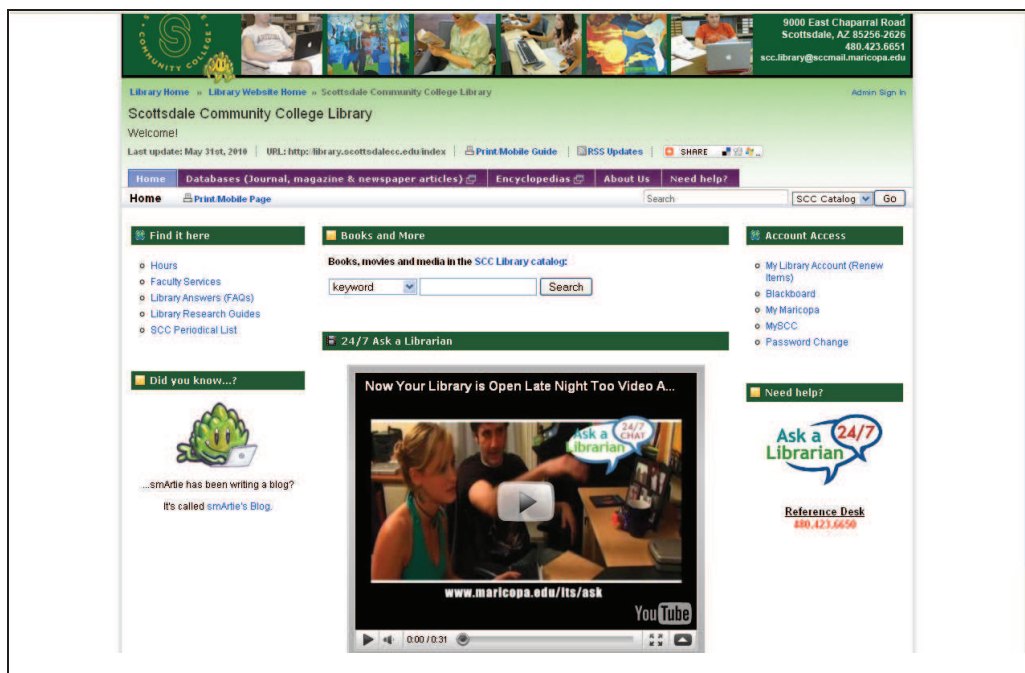 S
COMMUNITY COLLEGE
9000 East Chaparral Road
Scottsdale, AZ 85256-2626
480.423.6651
scc.library@sccmail.maricopa.edu
Library Home » Library Website Home » Scottsdale Community College Library
Admin Sign In
Scottsdale Community College Library
Welcome!
Last update: May 31st, 2010 | URL: http:/library.scottsdalecc.edu/index | Print/Mobile Guide | RSS Updates | SHARE
Home Databases (Journal, magazine & newspaper articles) Encyclopedias About Us Need help?
Home Print/Mobile Page Search SCC Catalog Go
Find it here
Hours
Faculty Services
Library Answers (FAQs)
Library Research Guides
SCC Periodical List
Did you know...?
...smArtie has been writing a blog?
It's called smArtie's Blog.
Books and More
Books, movies and media in the SCC Library catalog:
keyword Search
24/7 Ask a Librarian
Now Your Library is Open Late Night Too Video A...
Ask a 24/7
CHAT
Librarian
www.maricopa.edu/lts/ask
YouTube
0:00 / 0:31
Account Access
My Library Account (Renew
Items)
Blackboard
My Maricopa
MySCC
Password Change
Need help?
Ask a 24/7
Librarian
Reference Desk
480.423.6650